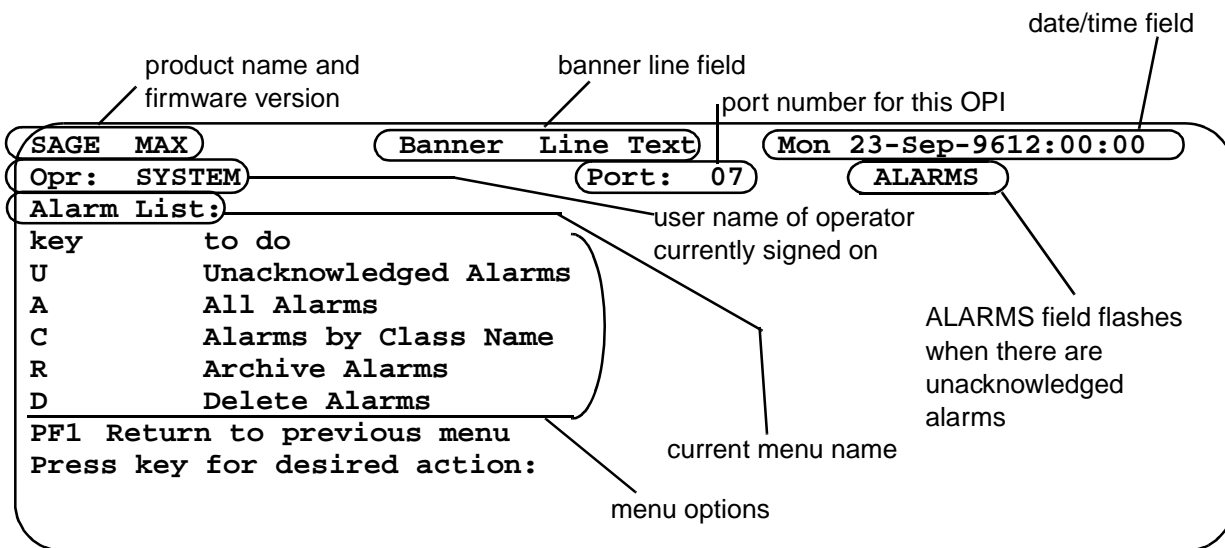 date/time field
product name and
firmware version
banner line field
port number for this OPI
SAGE MAX Banner Line Text Mon 23-Sep-9612:00:00
Opr: SYSTEM Port: 07 ALARMS
Alarm List:
user name of operator
currently signed on
key to do
U Unacknowledged Alarms
A All Alarms
C Alarms by Class Name
R Archive Alarms
D Delete Alarms
ALARMS field flashes
when there are
unacknowledged
alarms
PF1 Return to previous menu
Press key for desired action:
current menu name
menu options